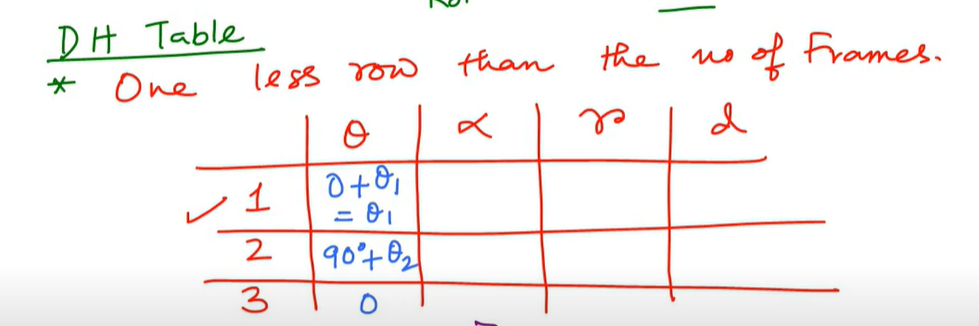 DH Table
* One less row than the no of Frames.
θ α r d
✓ 1 0+θ₁
= θ₁
2 90°+θ₂
3 0